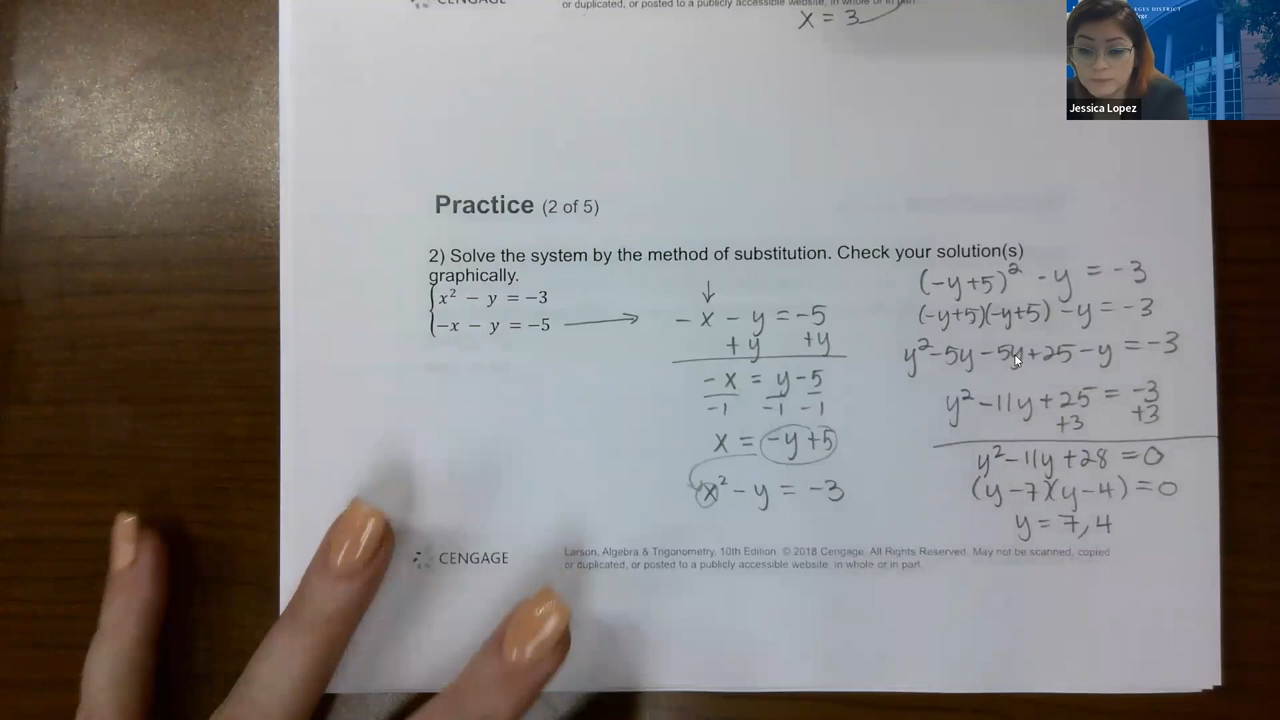 CENGAGE
or duplicated, or posted to a publicly accessible website, in whole or in part.
x = 3
EGES DISTRICT
Jessica Lopez
Practice (2 of 5)
2) Solve the system by the method of substitution. Check your solution(s)
graphically.
x² − y = −3
−x − y = −5
-x - y = -5
+y +y
-x = y - 5
-1 -1 -1
x = -y + 5
x² - y = -3
(-y+5)² - y = -3
(-y+5)(-y+5) - y = -3
y² - 5y - 5y + 25 - y = -3
y² - 11y + 25 = -3
+3 +3
y² - 11y + 28 = 0
(y - 7)(y - 4) = 0
y = 7, 4
CENGAGE
Larson, Algebra & Trigonometry, 10th Edition. © 2018 Cengage. All Rights Reserved. May not be scanned, copied
or duplicated, or posted to a publicly accessible website, in whole or in part.